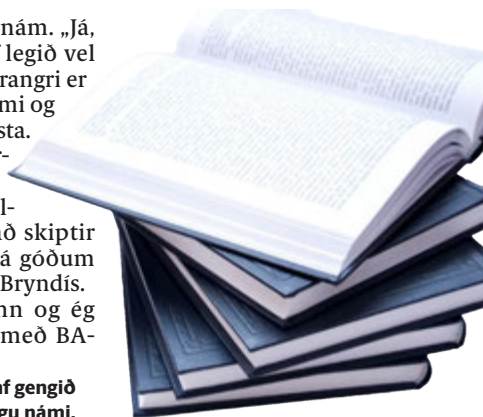 nám. „Já,
legið vel
rangri er
mi og
sta.
r-
l-
ð skiptir
á góðum
Bryndís.
nn og ég
með BA-
af gengið
gu námi.